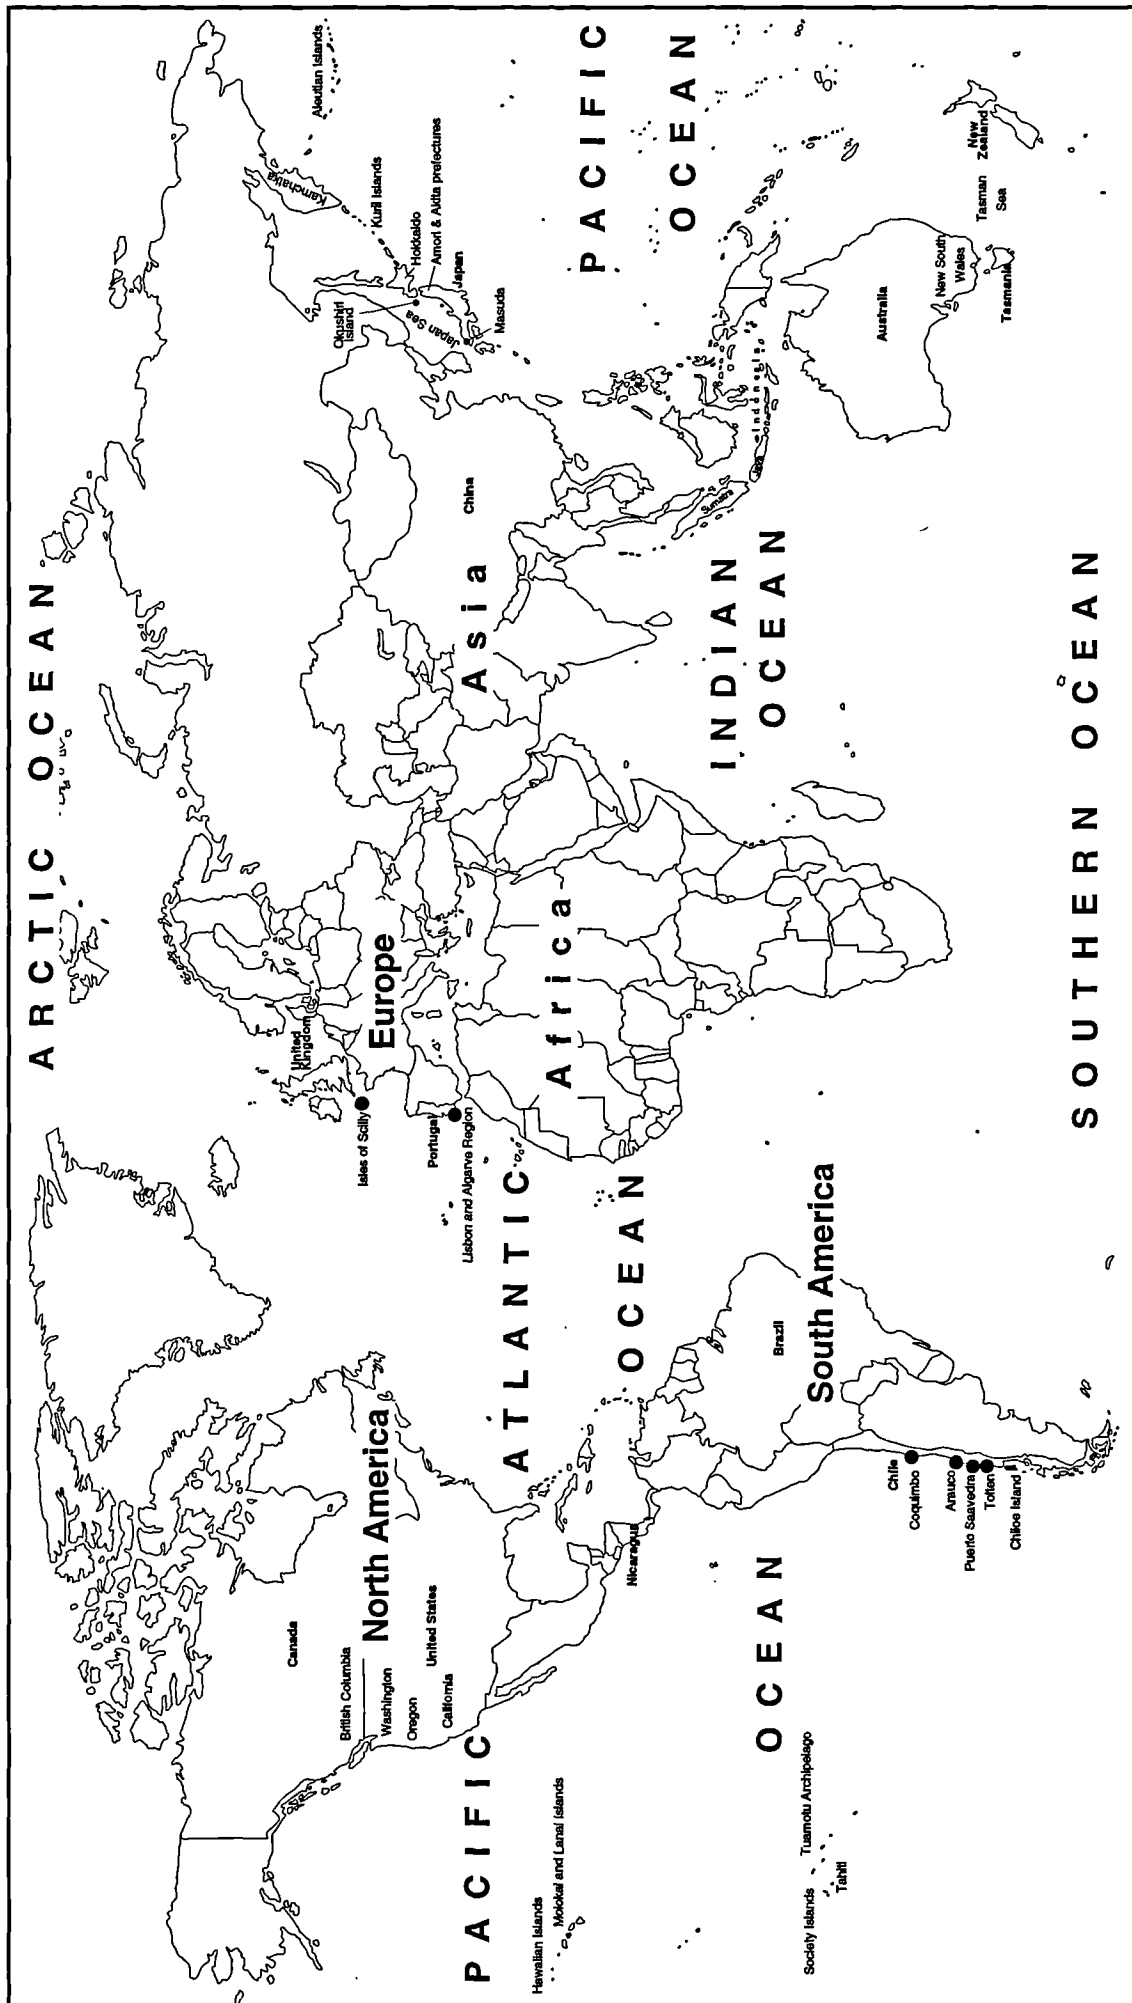 ARCTIC OCEAN
Aleutian Islands
Kamchatka
Kuril Islands
Hokkaido
Amori & Akita prefectures
Japan
Okushiri
Island
Japan Sea
Masuda
Canada
British Columbia
Washington
Oregon
California
United States
North America
United
Kingdom
Isles of Scilly
Europe
Portugal
Lisbon and Algarve Region
Asia
China
PACIFIC
OCEAN
Hawaiian Islands
Molokai and Lanai Islands
ATLANTIC
OCEAN
Africa
Nicaragua
PACIFIC
OCEAN
INDIAN
OCEAN
Sumatra
Java
Indonesia
Society Islands
Tuamotu Archipelago
Tahiti
Brazil
South America
Chile
Coquimbo
Arauco
Puerto Saavedra
Tolten
Chiloe Island
Australia
New South
Wales
Tasmania
Tasman
Sea
New
Zealand
SOUTHERN OCEAN